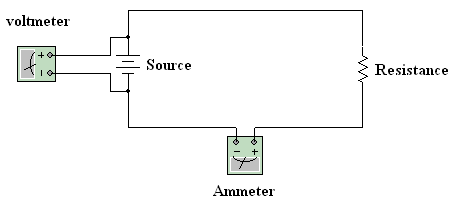 voltmeter
+
-
Source
Resistance
- +
Ammeter